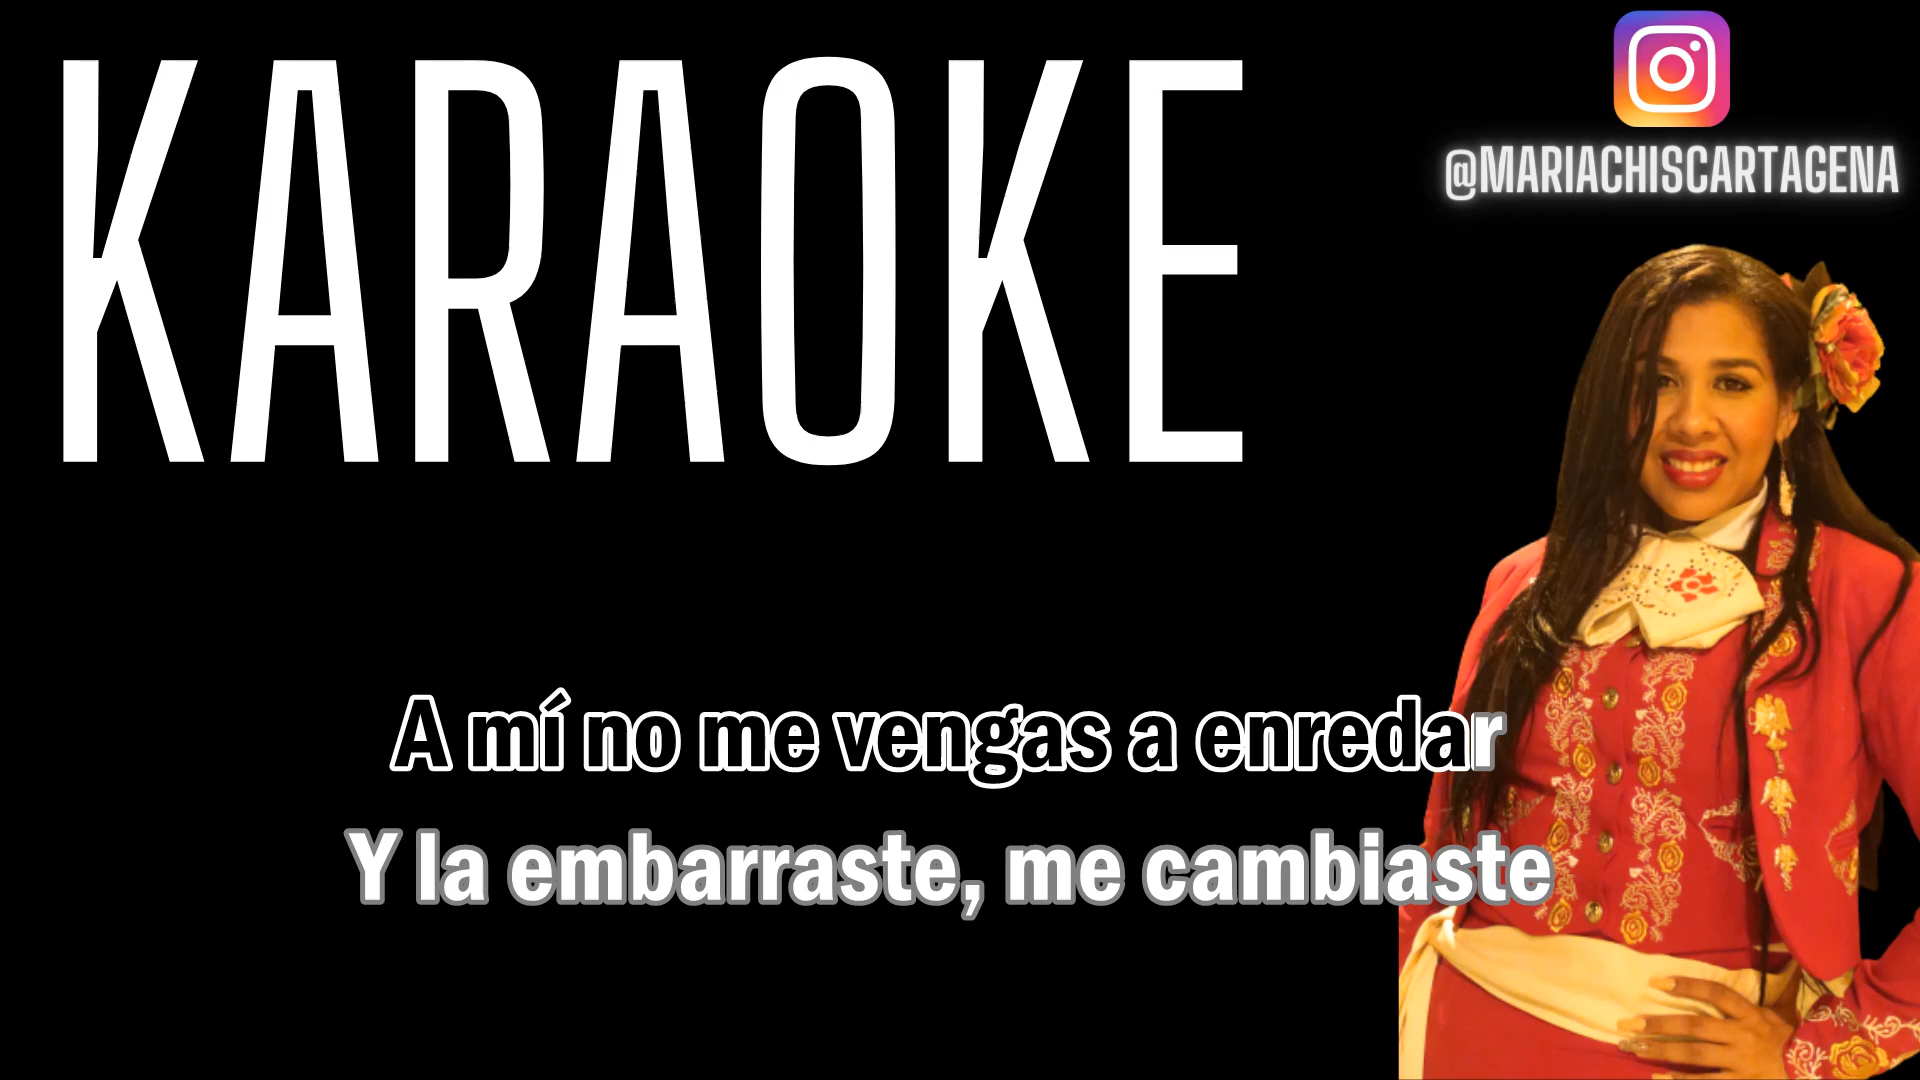 KARAOKE
@MARIACHISCARTAGENA
A mí no me vengas a enredar
Y la embarraste, me cambiaste